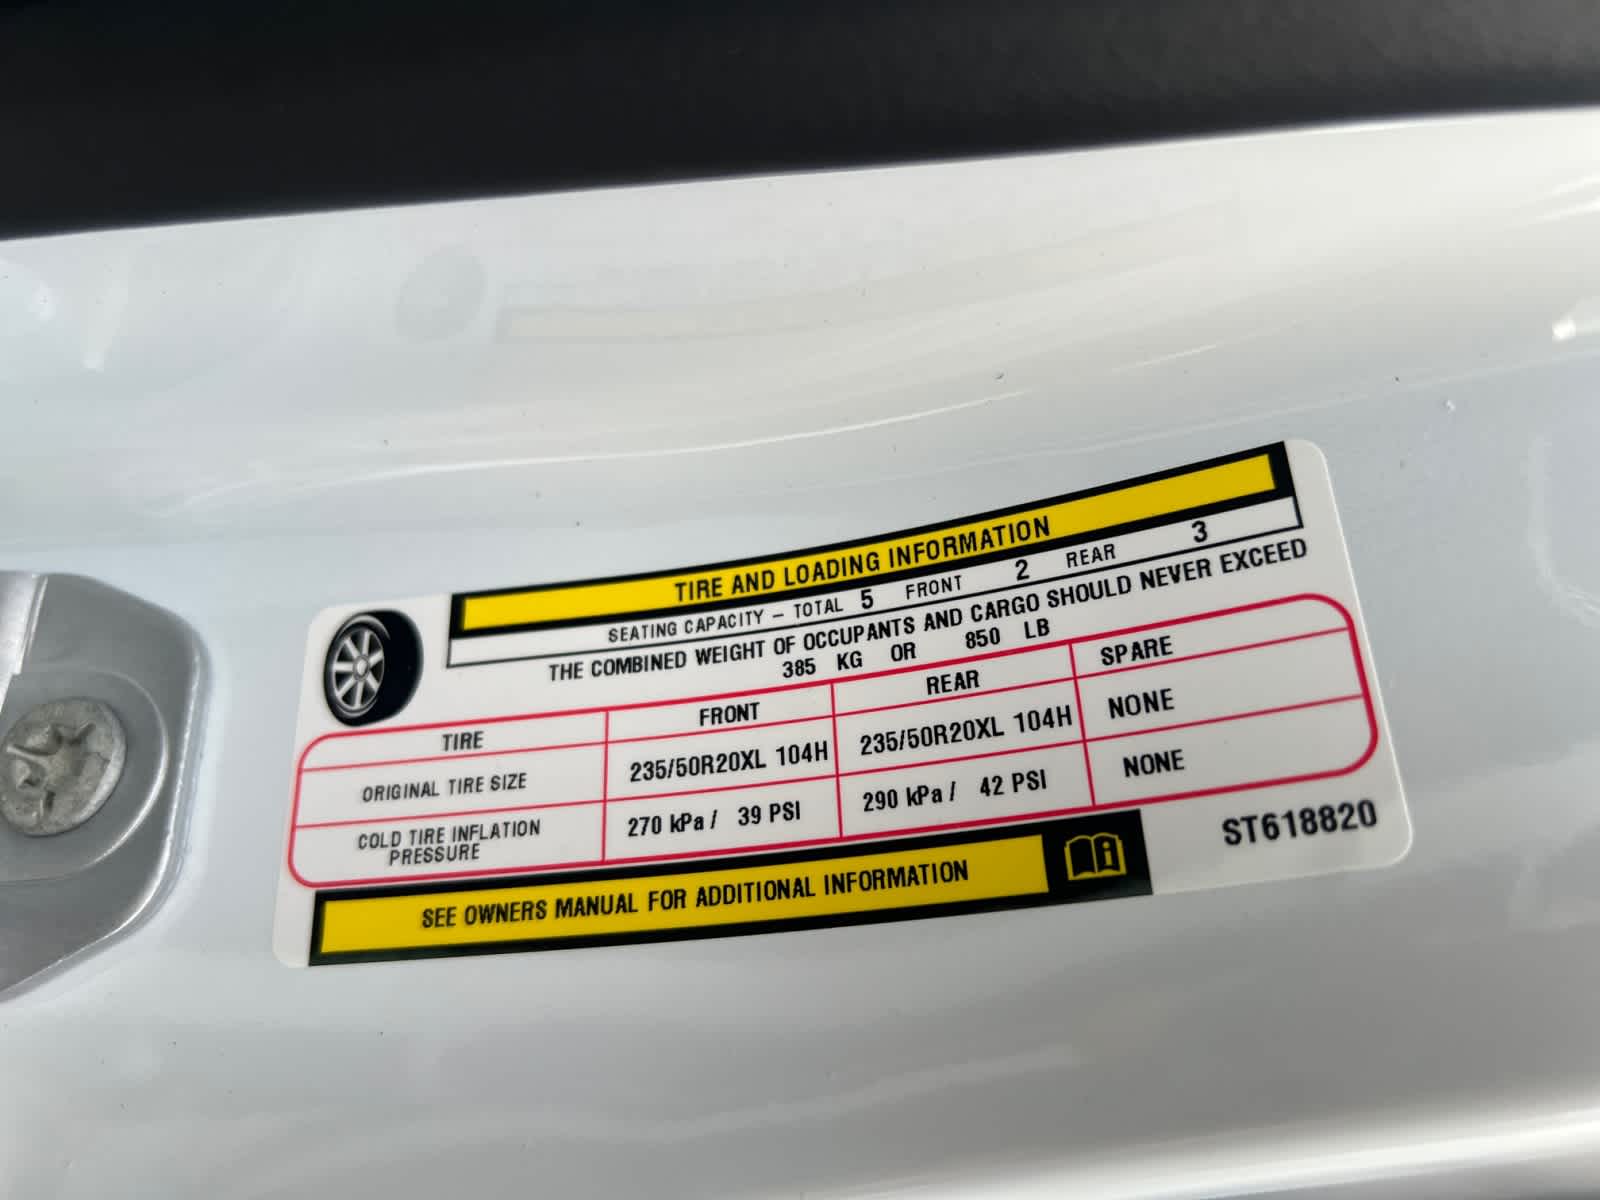 TIRE AND LOADING INFORMATION
SEATING CAPACITY – TOTAL 5 FRONT 2 REAR 3
THE COMBINED WEIGHT OF OCCUPANTS AND CARGO SHOULD NEVER EXCEED
385 KG OR 850 LB
TIRE FRONT REAR SPARE
ORIGINAL TIRE SIZE 235/50R20XL 104H 235/50R20XL 104H NONE
COLD TIRE INFLATION
PRESSURE 270 kPa / 39 PSI 290 kPa / 42 PSI NONE
SEE OWNERS MANUAL FOR ADDITIONAL INFORMATION
ST618820